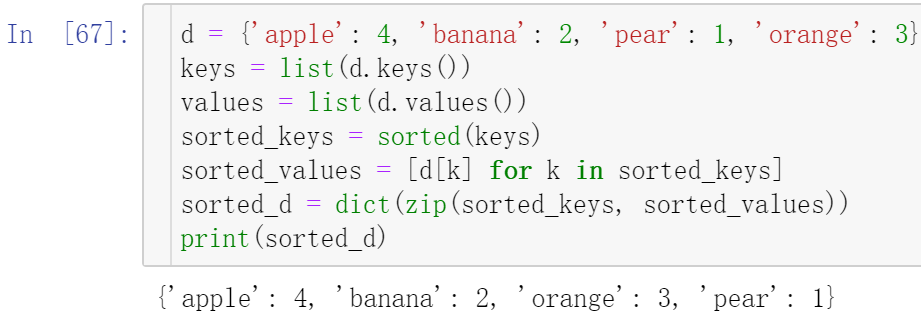 In [67]:
d = {'apple': 4, 'banana': 2, 'pear': 1, 'orange': 3}
keys = list(d.keys())
values = list(d.values())
sorted_keys = sorted(keys)
sorted_values = [d[k] for k in sorted_keys]
sorted_d = dict(zip(sorted_keys, sorted_values))
print(sorted_d)
{'apple': 4, 'banana': 2, 'orange': 3, 'pear': 1}